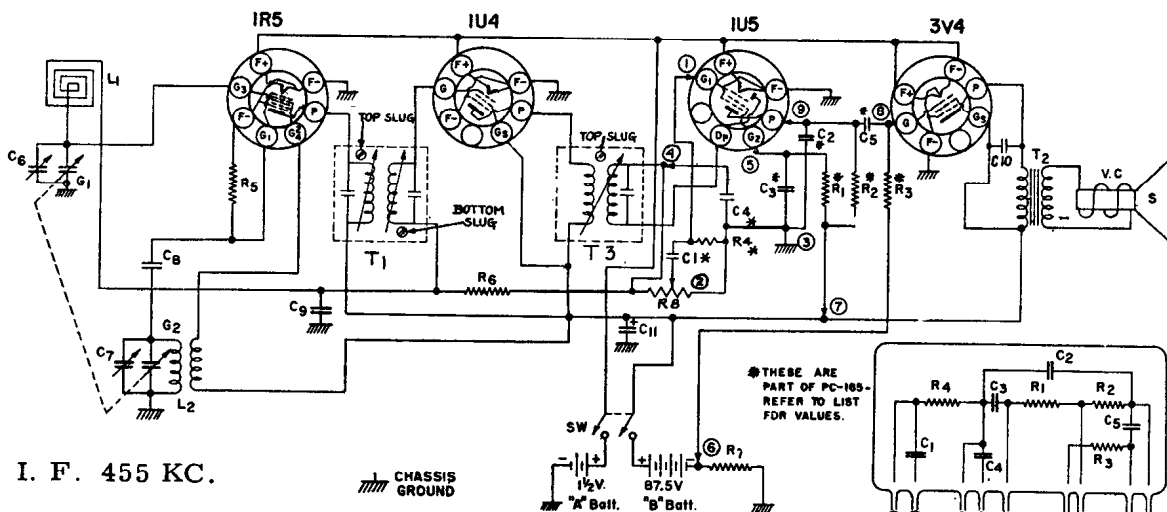 1R5
1U4
1U5
3V4
L1
F+
F-
G3
P
F-
G1
G4
F+
F-
G
P
F-
G5
①
F+
G1
F-
P
DP
G2
⑤
⑨
⑧
C2
*
C5
*
F-
F+
P
G
G3
F-
C6
G1
R5
TOP SLUG
BOTTOM SLUG
T1
TOP SLUG
T3
④
C4
*
C3
*
③
R1
*
R2
*
R3
*
C10
T2
V.C
S
C8
R6
C1*
R4
*
②
R8
C9
G2
C7
L2
C11
+
⑦
SW
* THESE ARE
PART OF PC-165-
REFER TO LIST
FOR VALUES.
C2
R4
C3
R1
R2
C5
C1
C4
R3
I. F. 455 KC.
CHASSIS
GROUND
- +
1½V.
"A" Batt.
+ -
87.5V
"B" Batt.
⑥
R7